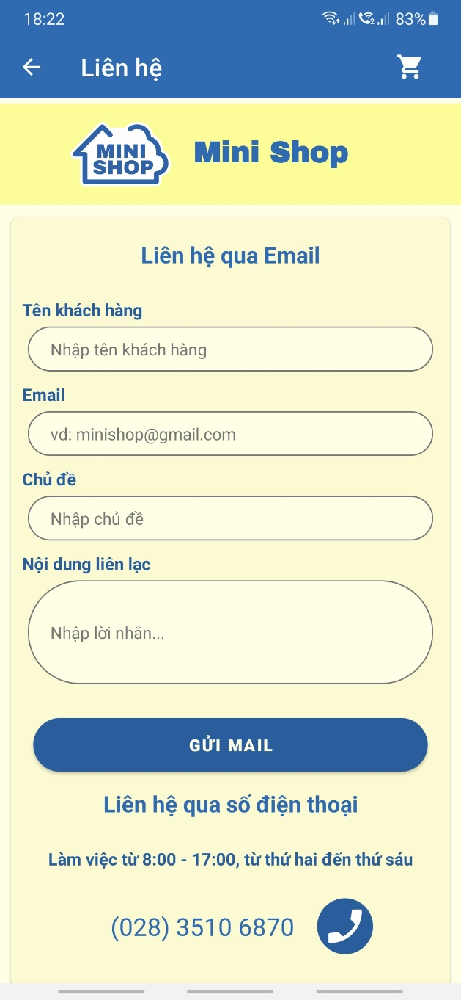 18:22
83%
Liên hệ
MINI
SHOP
Mini Shop
Liên hệ qua Email
Tên khách hàng
Nhập tên khách hàng
Email
vd: minishop@gmail.com
Chủ đề
Nhập chủ đề
Nội dung liên lạc
Nhập lời nhắn...
GỬI MAIL
Liên hệ qua số điện thoại
Làm việc từ 8:00 - 17:00, từ thứ hai đến thứ sáu
(028) 3510 6870